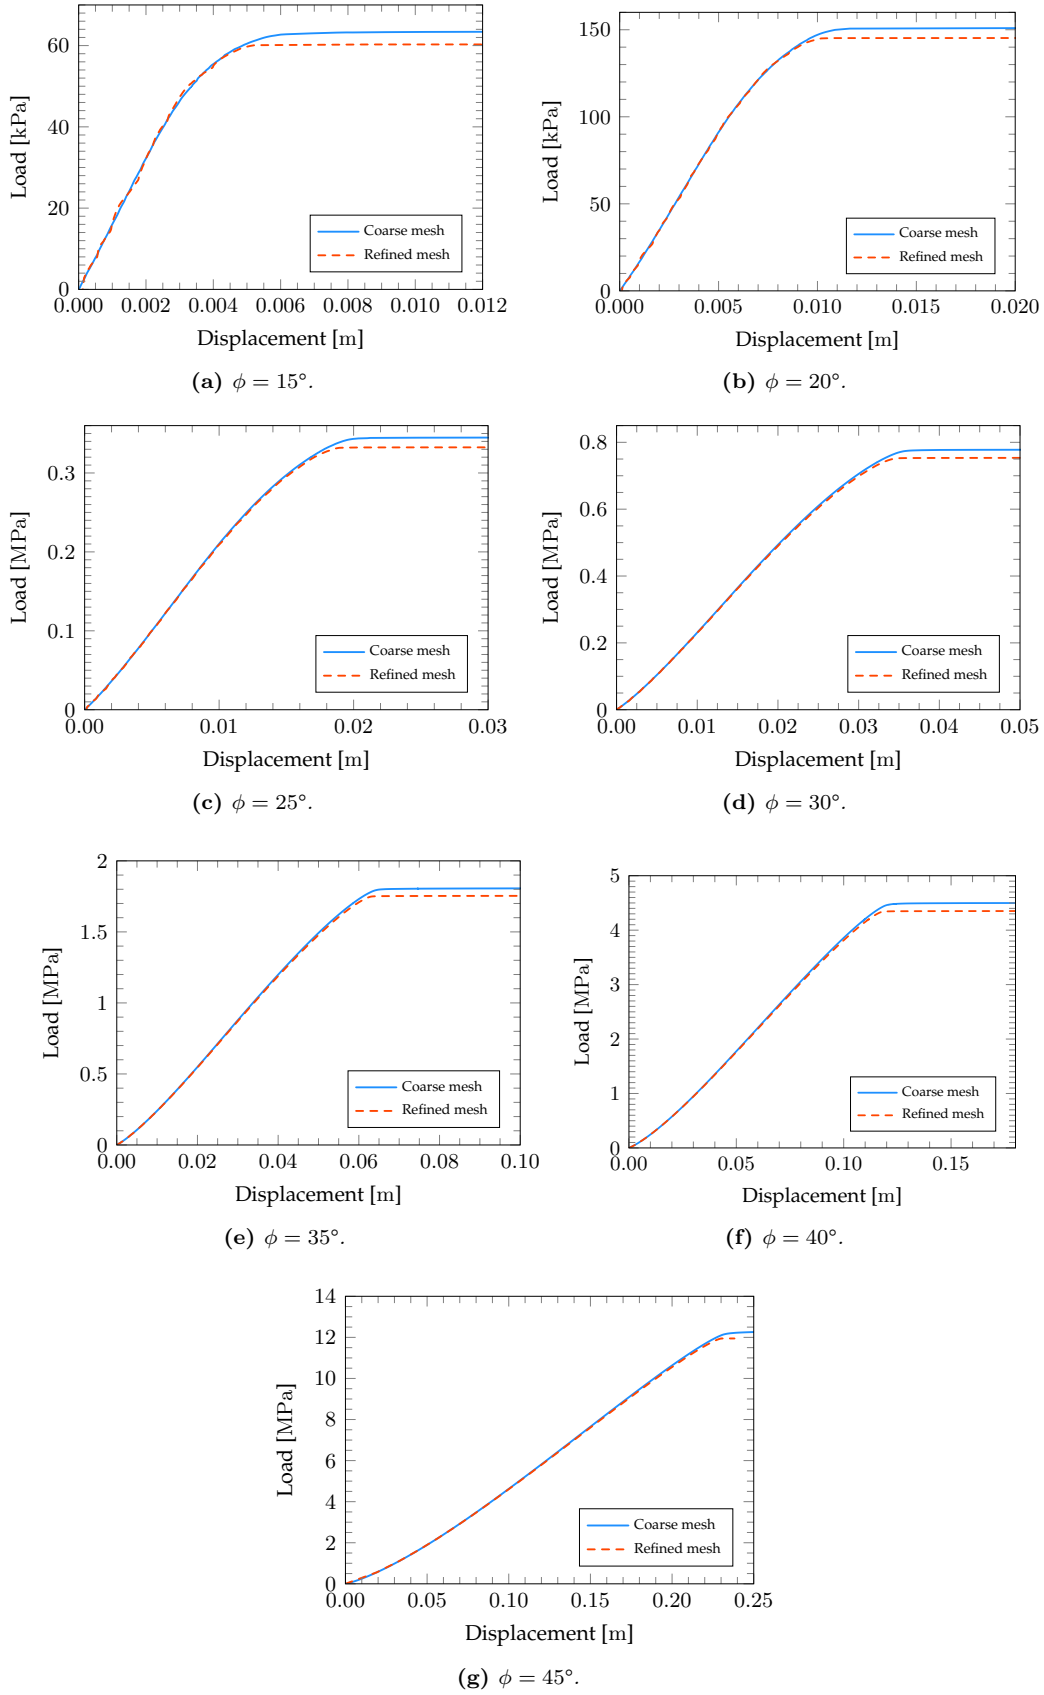 60
40
20
0
Load [kPa]
Coarse mesh
Refined mesh
0.000 0.002 0.004 0.006 0.008 0.010 0.012
Displacement [m]
(a) ϕ = 15°.
150
100
50
0
Load [kPa]
Coarse mesh
Refined mesh
0.000 0.005 0.010 0.015 0.020
Displacement [m]
(b) ϕ = 20°.
0.3
0.2
0.1
0
Load [MPa]
Coarse mesh
Refined mesh
0.00 0.01 0.02 0.03
Displacement [m]
(c) ϕ = 25°.
0.8
0.6
0.4
0.2
0
Load [MPa]
Coarse mesh
Refined mesh
0.00 0.01 0.02 0.03 0.04 0.05
Displacement [m]
(d) ϕ = 30°.
2
1.5
1
0.5
0
Load [MPa]
Coarse mesh
Refined mesh
0.00 0.02 0.04 0.06 0.08 0.10
Displacement [m]
(e) ϕ = 35°.
5
4
3
2
1
0
Load [MPa]
Coarse mesh
Refined mesh
0.00 0.05 0.10 0.15
Displacement [m]
(f) ϕ = 40°.
14
12
10
8
6
4
2
0
Load [MPa]
Coarse mesh
Refined mesh
0.00 0.05 0.10 0.15 0.20 0.25
Displacement [m]
(g) ϕ = 45°.